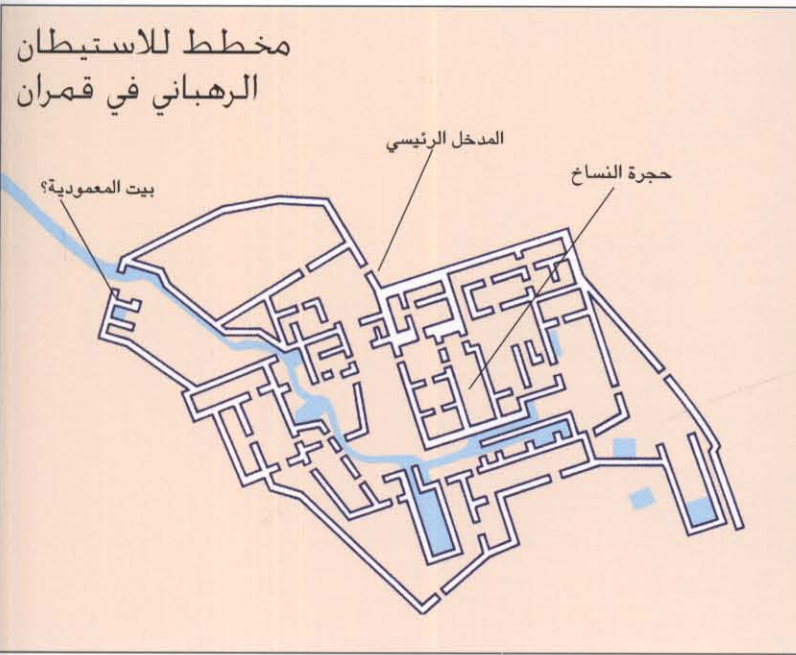 مخطط للاستيطان
الرهباني في قمران
المدخل الرئيسي
حجرة النساخ
بيت المعمودية؟